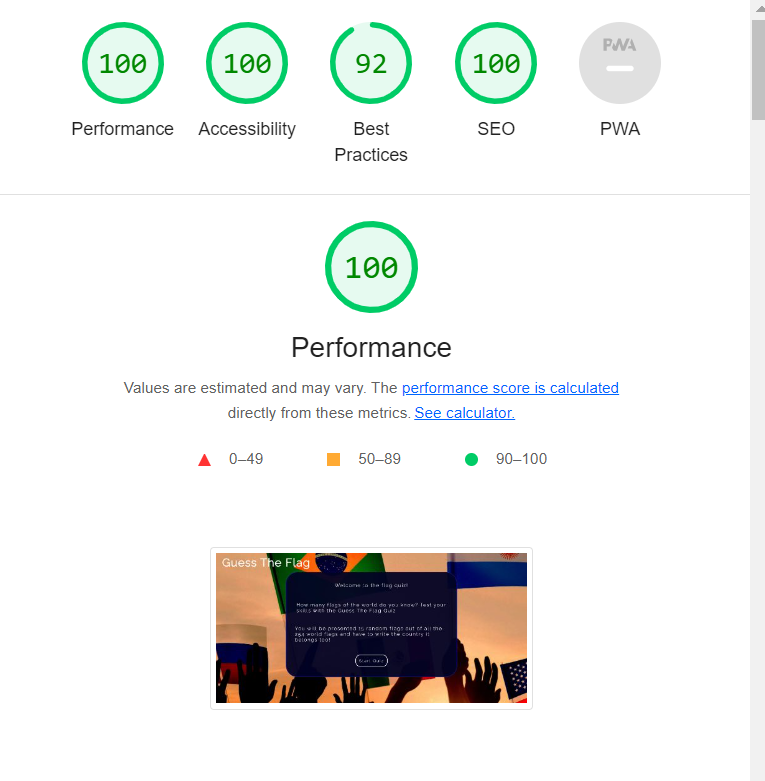 100 100 92 100 PWA
Performance Accessibility Best Practices SEO PWA
100
Performance
Values are estimated and may vary. The performance score is calculated
directly from these metrics. See calculator.
0–49 50–89 90–100
Guess The Flag
Welcome to the flag quiz!
How many flags of the world do you know? Test your
skills with the Guess The Flag Quiz
You will be presented 15 random flags out of all the
254 world flags and have to write the country it
belongs too!
Start Quiz